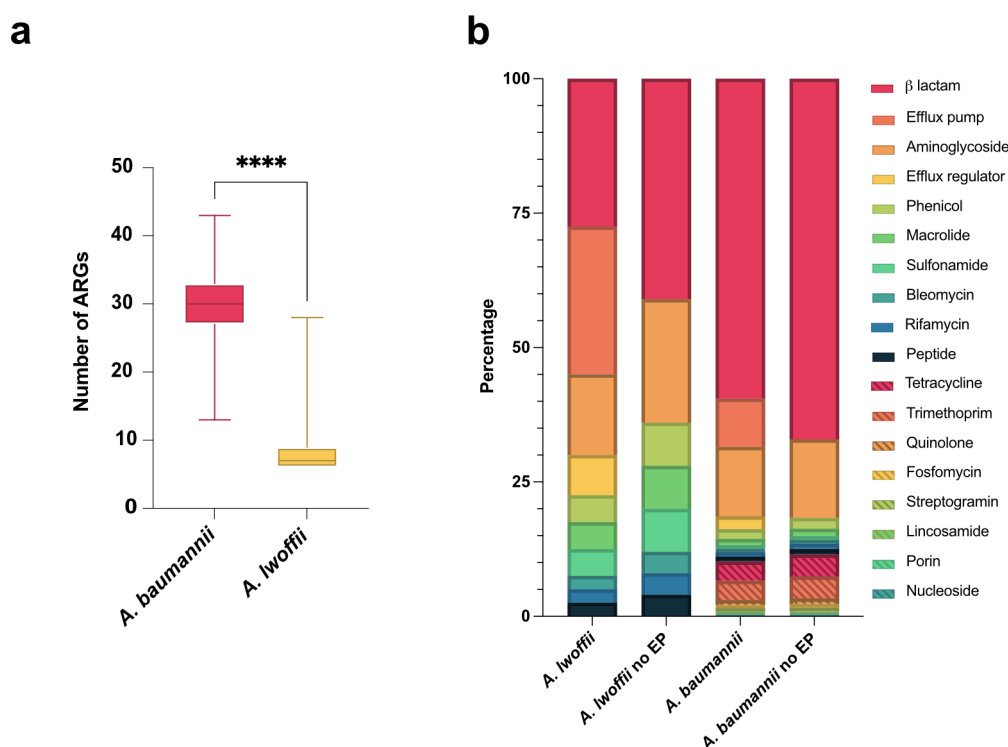 a
b
****
50
40
30
20
10
0
Number of ARGs
A. baumannii
A. lwoffii
100
75
50
25
0
Percentage
A. lwoffii
A. lwoffii no EP
A. baumannii
A. baumannii no EP
β lactam
Efflux pump
Aminoglycoside
Efflux regulator
Phenicol
Macrolide
Sulfonamide
Bleomycin
Rifamycin
Peptide
Tetracycline
Trimethoprim
Quinolone
Fosfomycin
Streptogramin
Lincosamide
Porin
Nucleoside